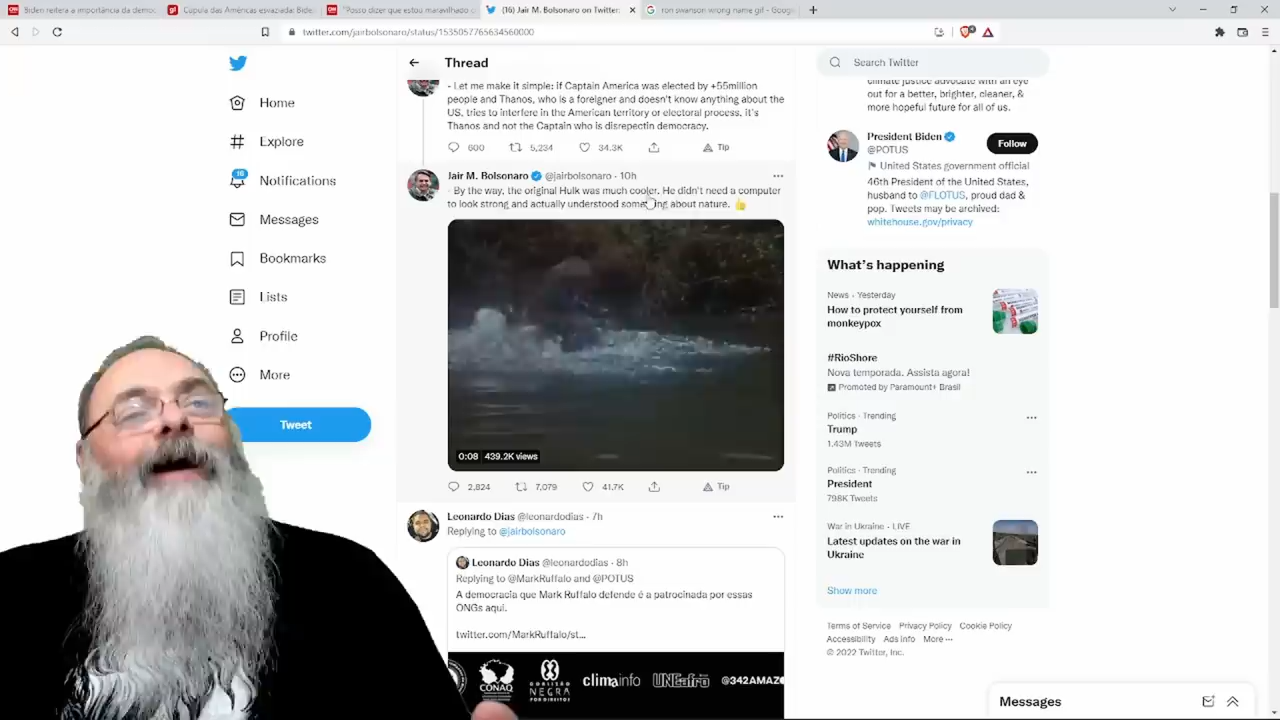 Biden reitera a importância da democ
Cúpula das Américas esvaziada: Bide
"Posso dizer que estou maravilhado
(16) Jair M. Bolsonaro on Twitter:
ron swanson wrong name gif - Google
twitter.com/jairbolsonaro/status/1535057765634560000
Home
Explore
16
Notifications
Messages
Bookmarks
Lists
Profile
More
Tweet
Thread
- Let me make it simple: if Captain America was elected by +55million
people and Thanos, who is a foreigner and doesn't know anything about the
US, tries to interfere in the American territory or electoral process, it's
Thanos and not the Captain who is disrepectin democracy.
600 5,234 34.3K Tip
Jair M. Bolsonaro @jairbolsonaro · 10h
- By the way, the original Hulk was much cooler. He didn't need a computer
to look strong and actually understood something about nature. 👍
0:08 439.2K views
2,824 7,079 41.7K Tip
Leonardo Dias @leonardodias · 7h
Replying to @jairbolsonaro
Leonardo Dias @leonardodias · 8h
Replying to @MarkRuffalo and @POTUS
A democracia que Mark Ruffalo defende é a patrocinada por essas
ONGs aqui.
twitter.com/MarkRuffalo/st...
CONAQ
COALIZÃO
NEGRA
POR DIREITOS
climainfo
UNEafro
@342AMAZ
Search Twitter
climate justice advocate with an eye
out for a better, brighter, cleaner, &
more hopeful future for all of us.
President Biden
@POTUS
Follow
United States government official
46th President of the United States,
husband to @FLOTUS, proud dad &
pop. Tweets may be archived:
whitehouse.gov/privacy
What's happening
News · Yesterday
How to protect yourself from
monkeypox
#RioShore
Nova temporada. Assista agora!
Promoted by Paramount+ Brasil
Politics · Trending
Trump
1.43M Tweets
Politics · Trending
President
798K Tweets
War in Ukraine · LIVE
Latest updates on the war in
Ukraine
Show more
Terms of Service Privacy Policy Cookie Policy
Accessibility Ads info More ···
© 2022 Twitter, Inc.
Messages